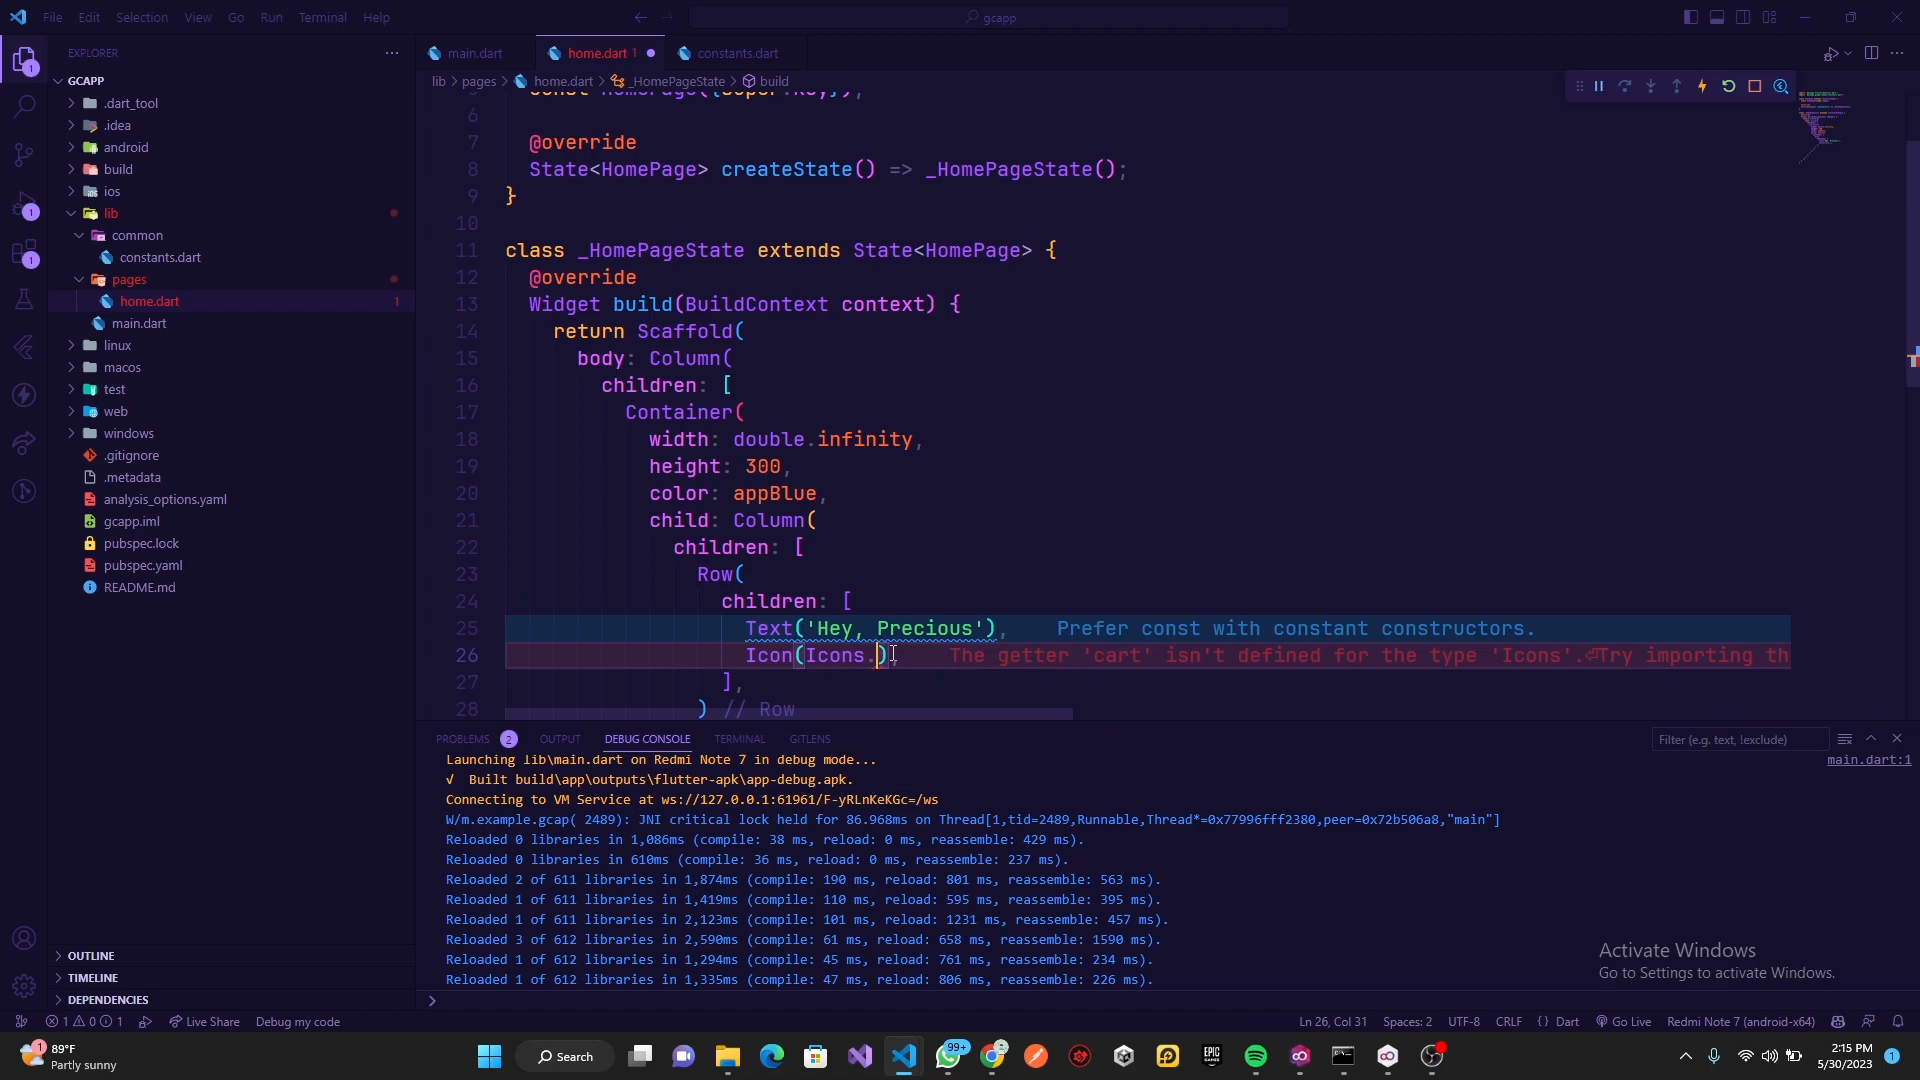 File Edit Selection View Go Run Terminal Help
gcapp
EXPLORER
main.dart
home.dart 1
constants.dart
GCAPP
lib > pages > home.dart > _HomePageState > build
.dart_tool
.idea
android
build
ios
lib
common
constants.dart
pages
home.dart 1
main.dart
linux
macos
test
web
windows
.gitignore
.metadata
analysis_options.yaml
gcapp.iml
pubspec.lock
pubspec.yaml
README.md
OUTLINE
TIMELINE
DEPENDENCIES
const HomePage({super.key});
6
7 @override
8 State<HomePage> createState() => _HomePageState();
9 }
10
11 class _HomePageState extends State<HomePage> {
12 @override
13 Widget build(BuildContext context) {
14 return Scaffold(
15 body: Column(
16 children: [
17 Container(
18 width: double.infinity,
19 height: 300,
20 color: appBlue,
21 child: Column(
22 children: [
23 Row(
24 children: [
25 Text('Hey, Precious'), Prefer const with constant constructors.
26 Icon(Icons.), The getter 'cart' isn't defined for the type 'Icons'.⏎Try importing th
27 ],
28 ) // Row
PROBLEMS 2 OUTPUT DEBUG CONSOLE TERMINAL GITLENS
Filter (e.g. text, !exclude)
Launching lib\main.dart on Redmi Note 7 in debug mode...
main.dart:1
√ Built build\app\outputs\flutter-apk\app-debug.apk.
Connecting to VM Service at ws://127.0.0.1:61961/F-yRLnKeKGc=/ws
W/m.example.gcap( 2489): JNI critical lock held for 86.968ms on Thread[1,tid=2489,Runnable,Thread*=0x77996fff2380,peer=0x72b506a8,"main"]
Reloaded 0 libraries in 1,086ms (compile: 38 ms, reload: 0 ms, reassemble: 429 ms).
Reloaded 0 libraries in 610ms (compile: 36 ms, reload: 0 ms, reassemble: 237 ms).
Reloaded 2 of 611 libraries in 1,874ms (compile: 190 ms, reload: 801 ms, reassemble: 563 ms).
Reloaded 1 of 611 libraries in 1,419ms (compile: 110 ms, reload: 595 ms, reassemble: 395 ms).
Reloaded 1 of 611 libraries in 2,123ms (compile: 101 ms, reload: 1231 ms, reassemble: 457 ms).
Reloaded 3 of 612 libraries in 2,590ms (compile: 61 ms, reload: 658 ms, reassemble: 1590 ms).
Reloaded 1 of 612 libraries in 1,294ms (compile: 45 ms, reload: 761 ms, reassemble: 234 ms).
Reloaded 1 of 612 libraries in 1,335ms (compile: 47 ms, reload: 806 ms, reassemble: 226 ms).
Activate Windows
Go to Settings to activate Windows.
1 0 1 Live Share Debug my code
Ln 26, Col 31 Spaces: 2 UTF-8 CRLF Dart Go Live Redmi Note 7 (android-x64)
1
89°F
Partly sunny
Search
99+
EPIC GAMES
2:15 PM
5/30/2023
1